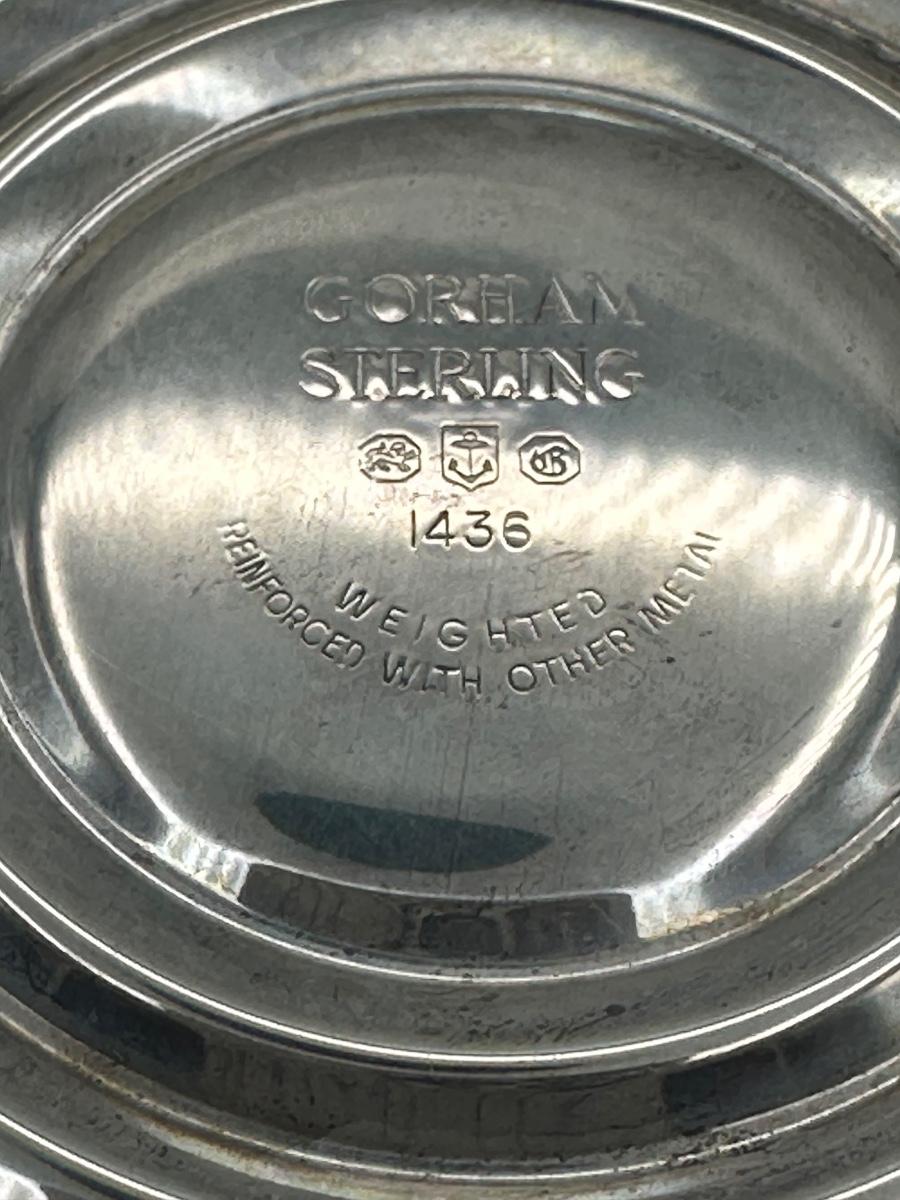 GORHAM
STERLING
G
1436
WEIGHTED
REINFORCED WITH OTHER METAL